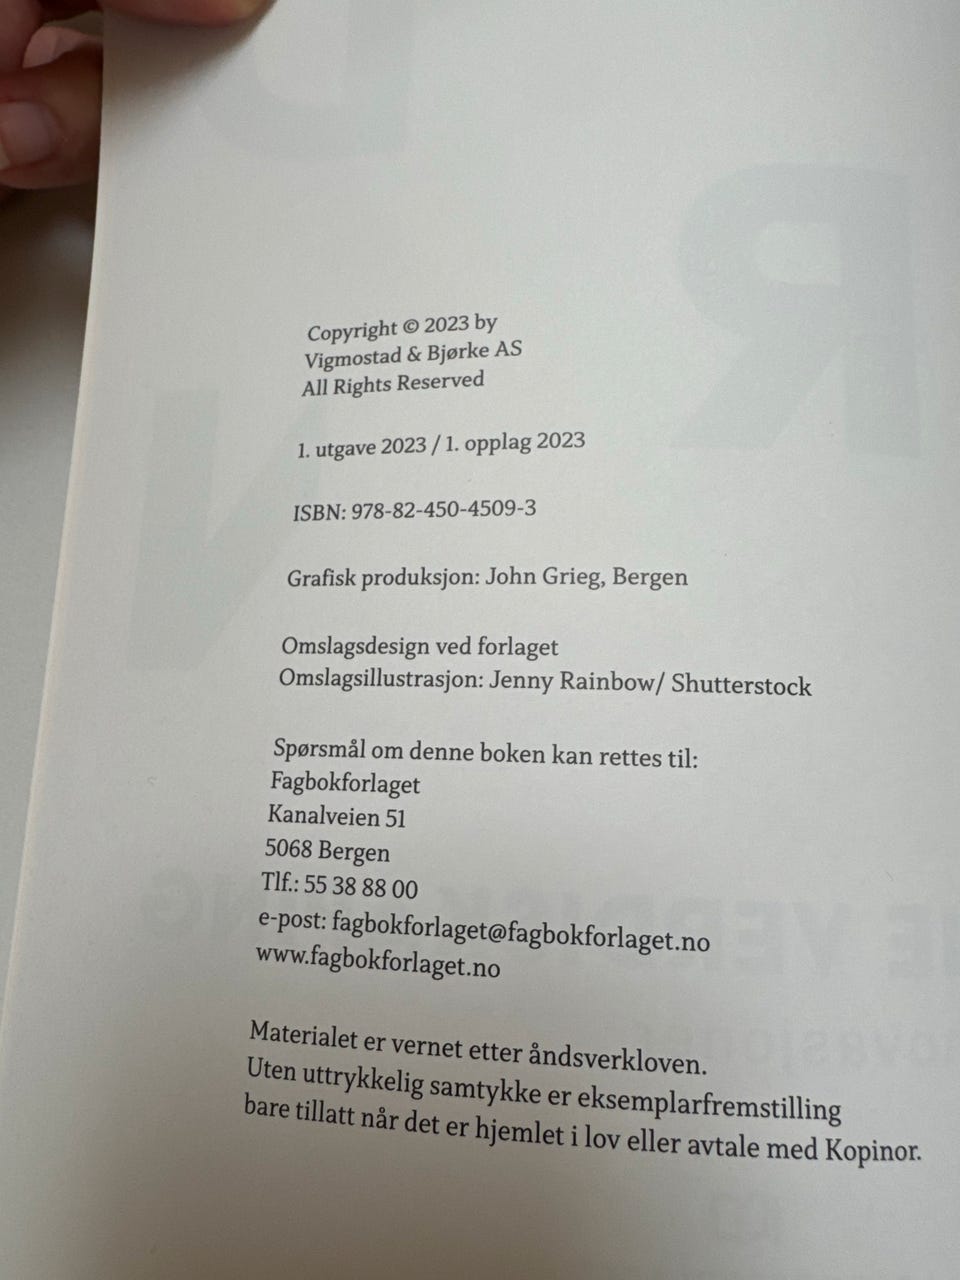 Copyright © 2023 by
Vigmostad & Bjørke AS
All Rights Reserved
1. utgave 2023 / 1. opplag 2023
ISBN: 978-82-450-4509-3
Grafisk produksjon: John Grieg, Bergen
Omslagsdesign ved forlaget
Omslagsillustrasjon: Jenny Rainbow/ Shutterstock
Spørsmål om denne boken kan rettes til:
Fagbokforlaget
Kanalveien 51
5068 Bergen
Tlf.: 55 38 88 00
e-post: fagbokforlaget@fagbokforlaget.no
www.fagbokforlaget.no
Materialet er vernet etter åndsverkloven.
Uten uttrykkelig samtykke er eksemplarfremstilling
bare tillatt når det er hjemlet i lov eller avtale med Kopinor.